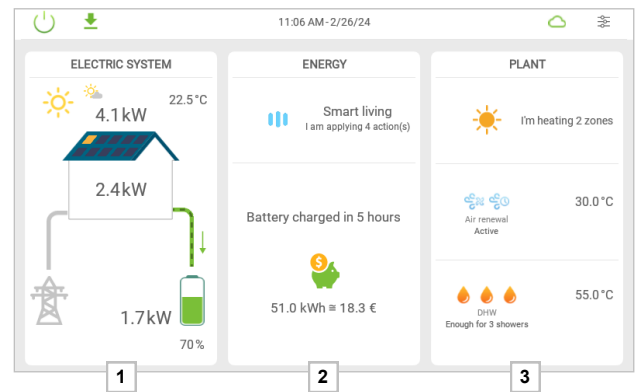 11:06 AM - 2/26/24
ELECTRIC SYSTEM
22.5°C
4.1kW
2.4kW
1.7kW
70%
ENERGY
Smart living
I am applying 4 action(s)
Battery charged in 5 hours
$
51.0 kWh ≅ 18.3 €
PLANT
I'm heating 2 zones
30.0°C
Air renewal
Active
55.0°C
DHW
Enough for 3 showers
1
2
3